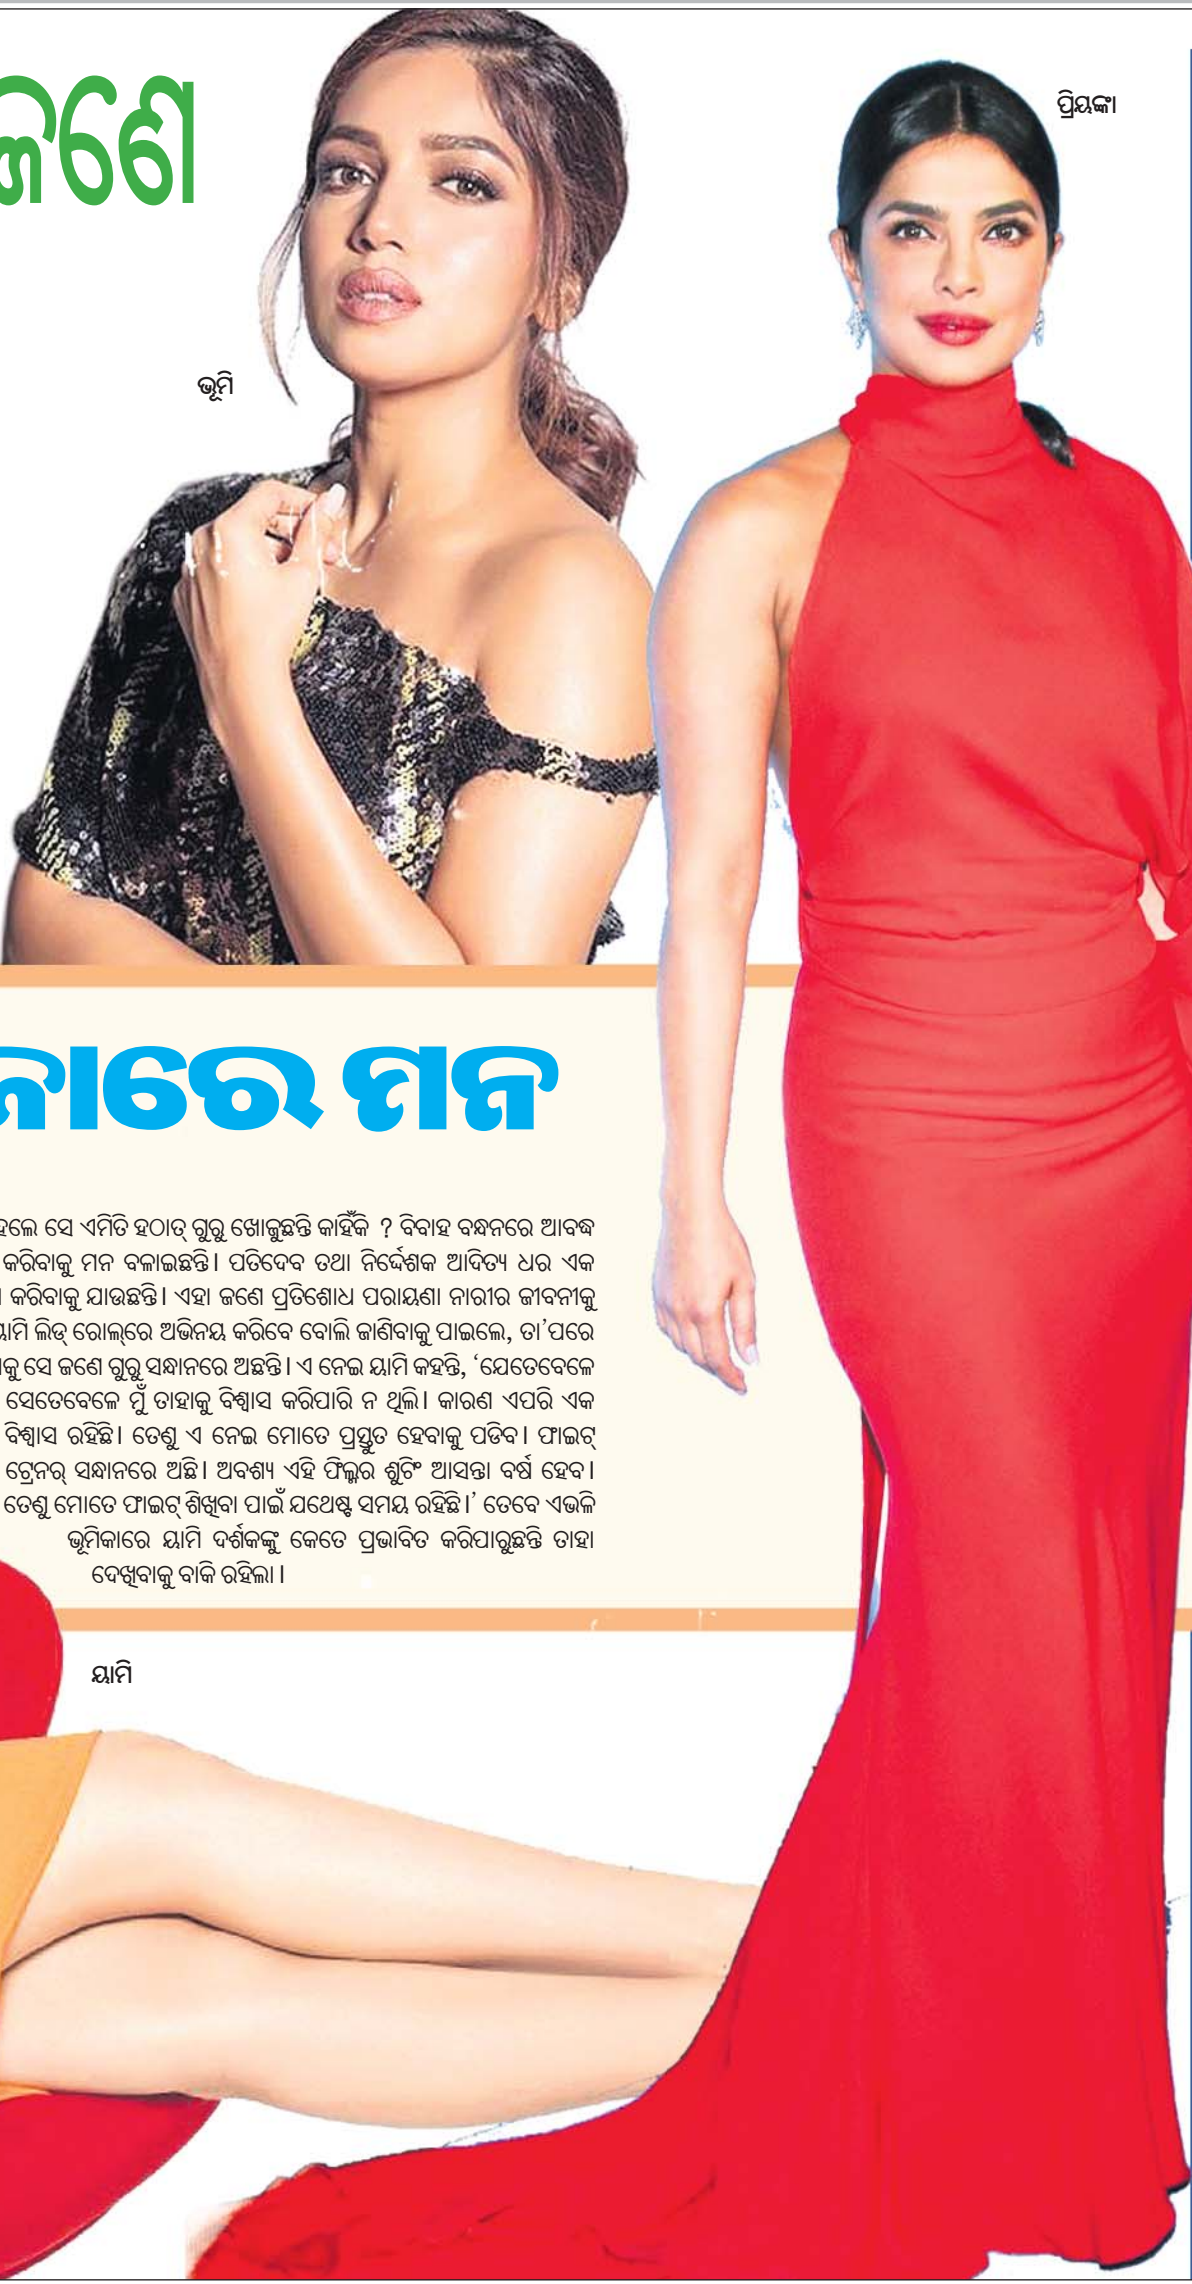 ଜଣେ
ପ୍ରିୟଙ୍କା
ଭୂମି
ମନ
ସେ ଏମିତି ହଠାତ୍ ଗୁରୁ ଖୋଜୁଛନ୍ତି କାହିଁକି ? ବିବାହ ବନ୍ଧନରେ ଆବଦ୍ଧ
କରିବାକୁ ମନ ବଳାଇଛନ୍ତି। ପତିଦେବ ତଥା ନିର୍ଦ୍ଦେଶକ ଆଦିତ୍ୟ ଧର ଏକ
କରିବାକୁ ଯାଉଛନ୍ତି। ଏହା ଜଣେ ପ୍ରତିଶୋଧ ପରାୟଣା ନାରୀର ଜୀବନୀକୁ
ଲିଡ୍ ରୋଲ୍‌ରେ ଅଭିନୟ କରିବେ ବୋଲି ଜାଣିବାକୁ ପାଇଲେ, ତା'ପରେ
ସେ ଜଣେ ଗୁରୁ ସନ୍ଧାନରେ ଅଛନ୍ତି। ଏ ନେଇ ୟାମି କହନ୍ତି, ‘ଯେତେବେଳେ
ସେତେବେଳେ ମୁଁ ତାହାକୁ ବିଶ୍ୱାସ କରିପାରି ନ ଥିଲି। କାରଣ ଏପରି ଏକ
ବିଶ୍ୱାସ ରହିଛି। ତେଣୁ ଏ ନେଇ ମୋତେ ପ୍ରସ୍ତୁତ ହେବାକୁ ପଡିବ। ଫାଇଟ୍
ଟ୍ରେନର୍ ସନ୍ଧାନରେ ଅଛି। ଅବଶ୍ୟ ଏହି ଫିଲ୍ମର ଶୁଟିଂ ଆସନ୍ତା ବର୍ଷ ହେବ।
ତେଣୁ ମୋତେ ଫାଇଟ୍ ଶିଖିବା ପାଇଁ ଯଥେଷ୍ଟ ସମୟ ରହିଛି।’ ତେବେ ଏଭଳି
ଭୂମିକାରେ ୟାମି ଦର୍ଶକଙ୍କୁ କେତେ ପ୍ରଭାବିତ କରିପାରୁଛନ୍ତି ତାହା
ଦେଖିବାକୁ ବାକି ରହିଲା।
ୟାମି